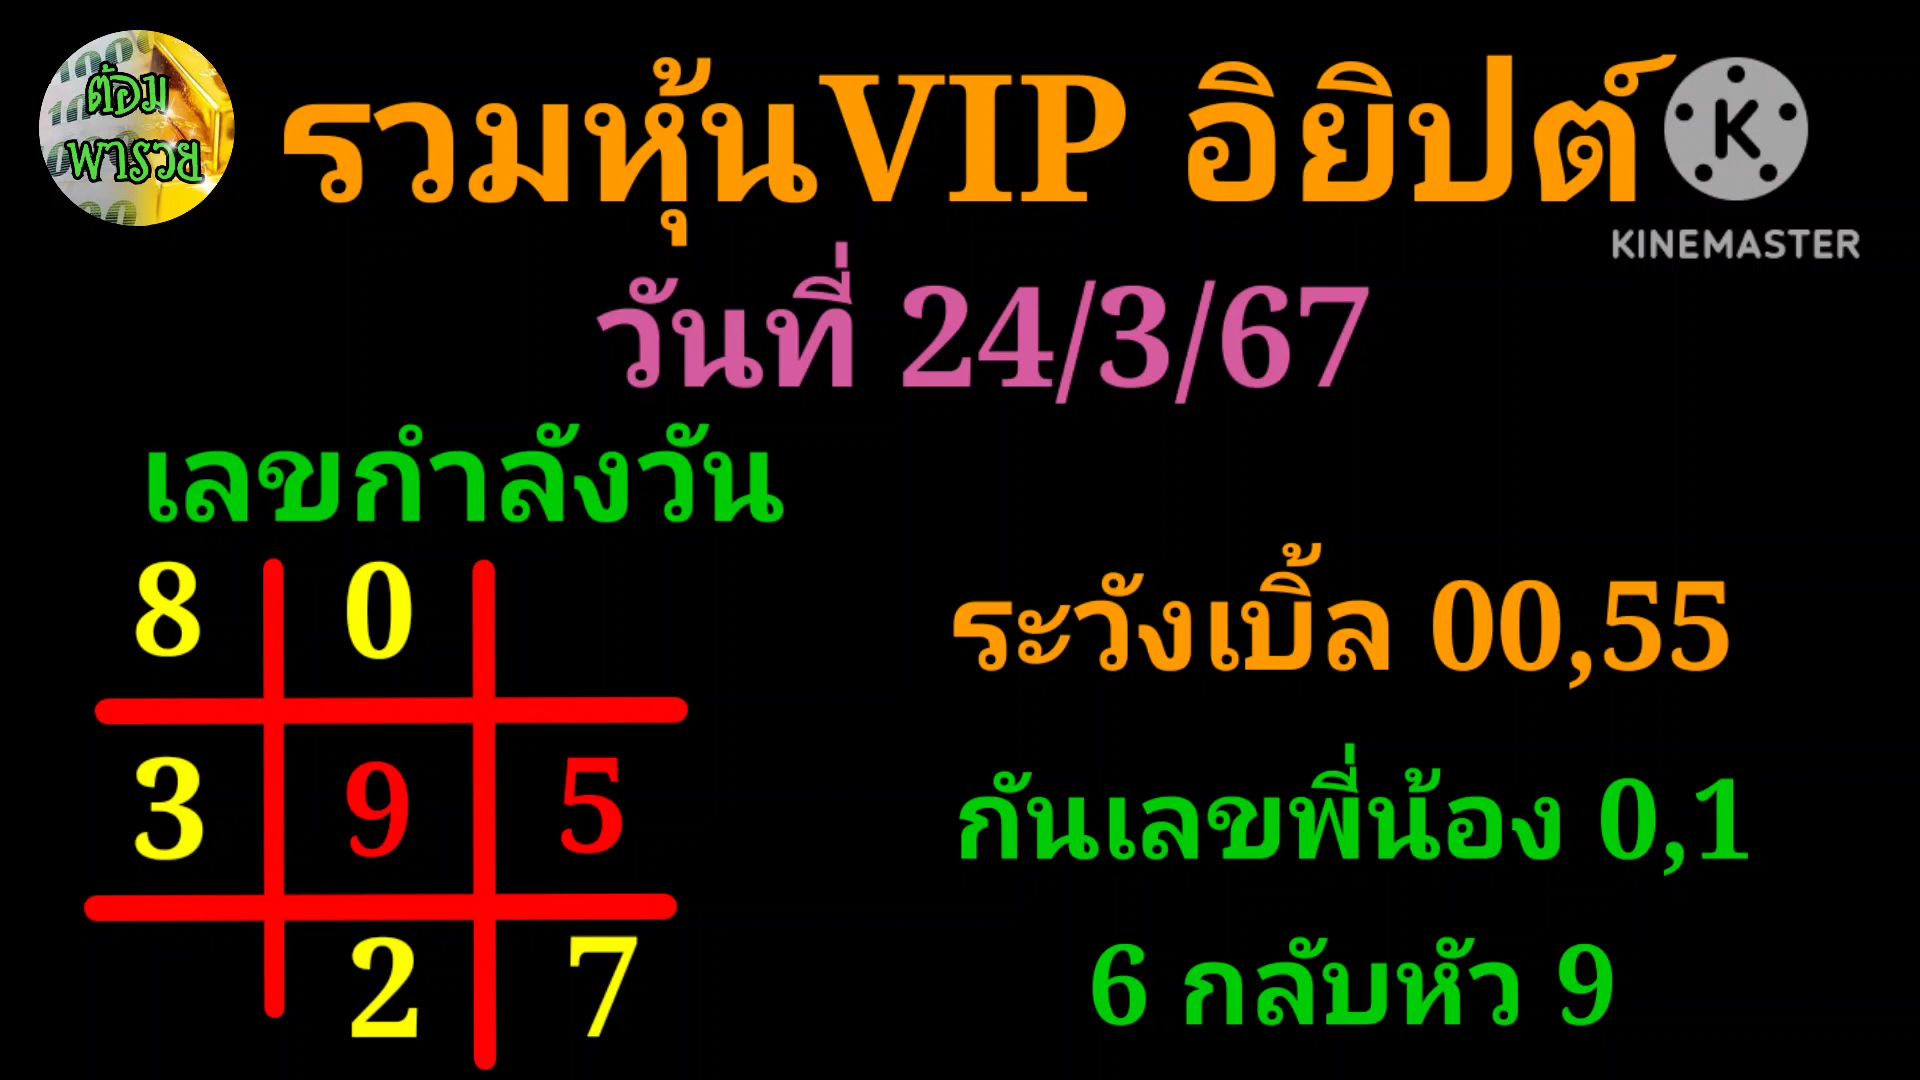 ต้อม
พารวย
รวมหุ้นVIP อิยิปต์
KINEMASTER
วันที่ 24/3/67
เลขกำลังวัน
8 0
3 9 5
2 7
ระวังเบิ้ล 00,55
กันเลขพี่น้อง 0,1
6 กลับหัว 9